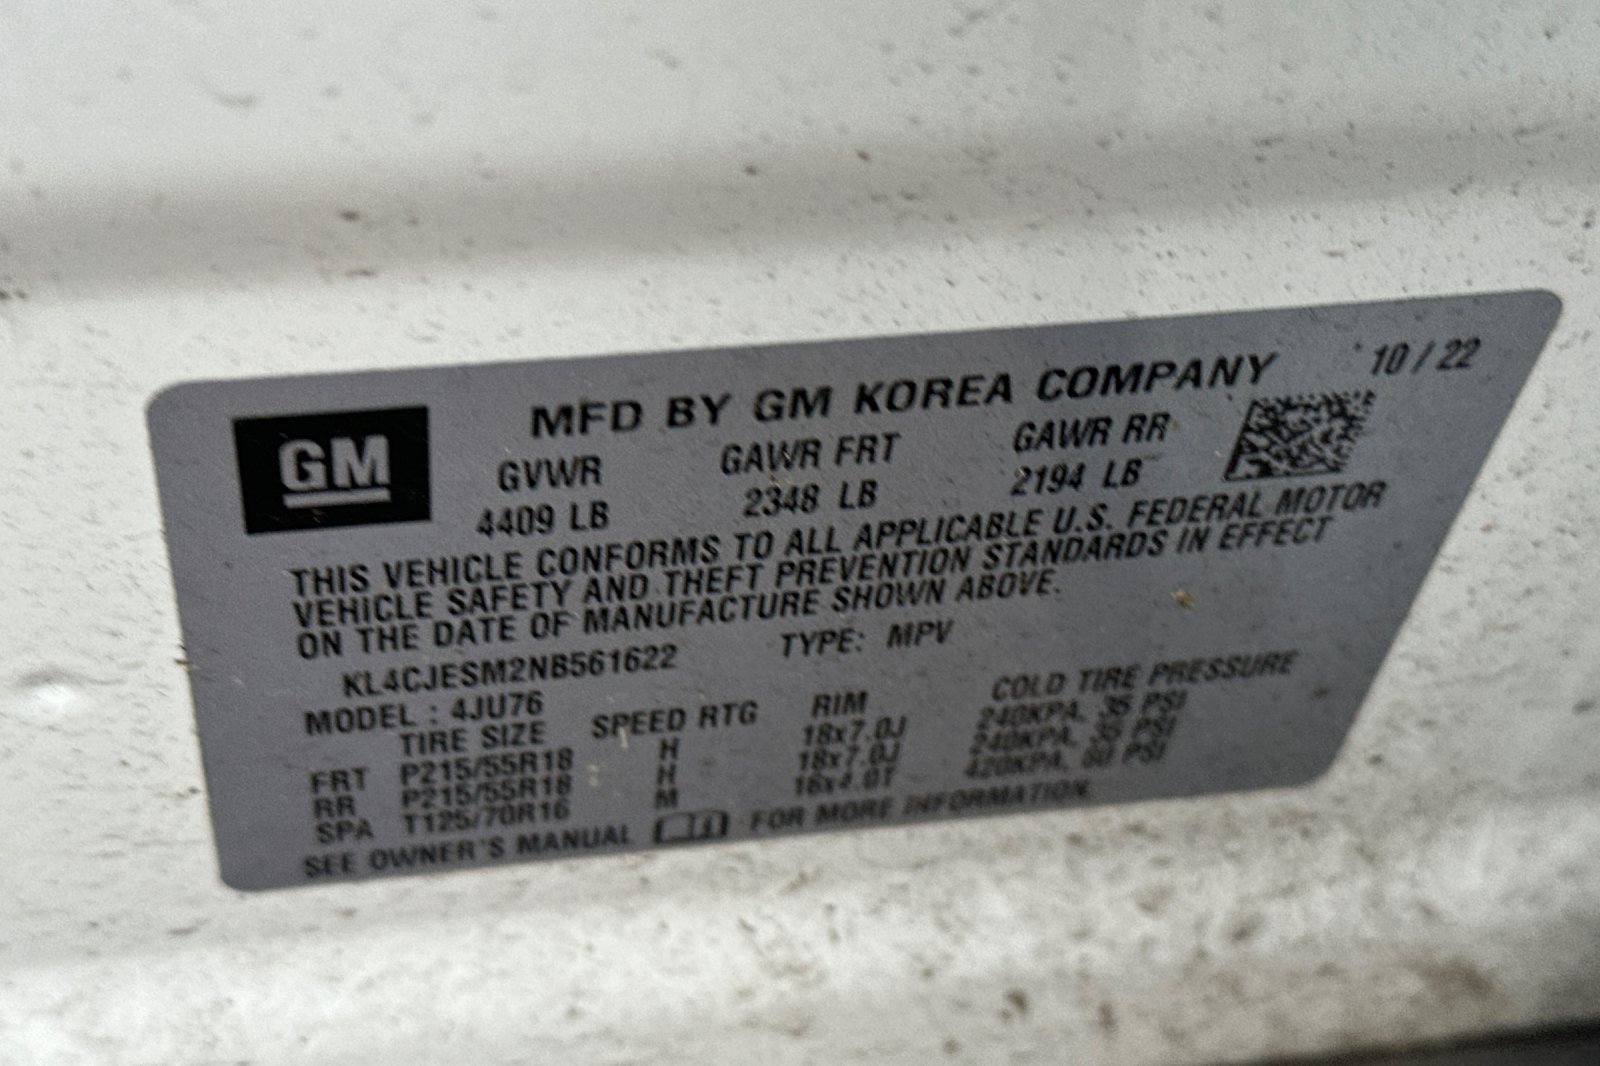 MFD BY GM KOREA COMPANY 10 / 22
GM
GVWR GAWR FRT GAWR RR
4409 LB 2348 LB 2194 LB
THIS VEHICLE CONFORMS TO ALL APPLICABLE U.S. FEDERAL MOTOR
VEHICLE SAFETY AND THEFT PREVENTION STANDARDS IN EFFECT
ON THE DATE OF MANUFACTURE SHOWN ABOVE.
KL4CJESM2NB561622 TYPE: MPV
MODEL : 4JU76
TIRE SIZE SPEED RTG RIM COLD TIRE PRESSURE
FRT P215/55R18 H 18x7.0J 240KPA, 35 PSI
RR P215/55R18 H 18x7.0J 240KPA, 35 PSI
SPA T125/70R16 M 16x4.0T 420KPA, 60 PSI
SEE OWNER'S MANUAL FOR MORE INFORMATION.